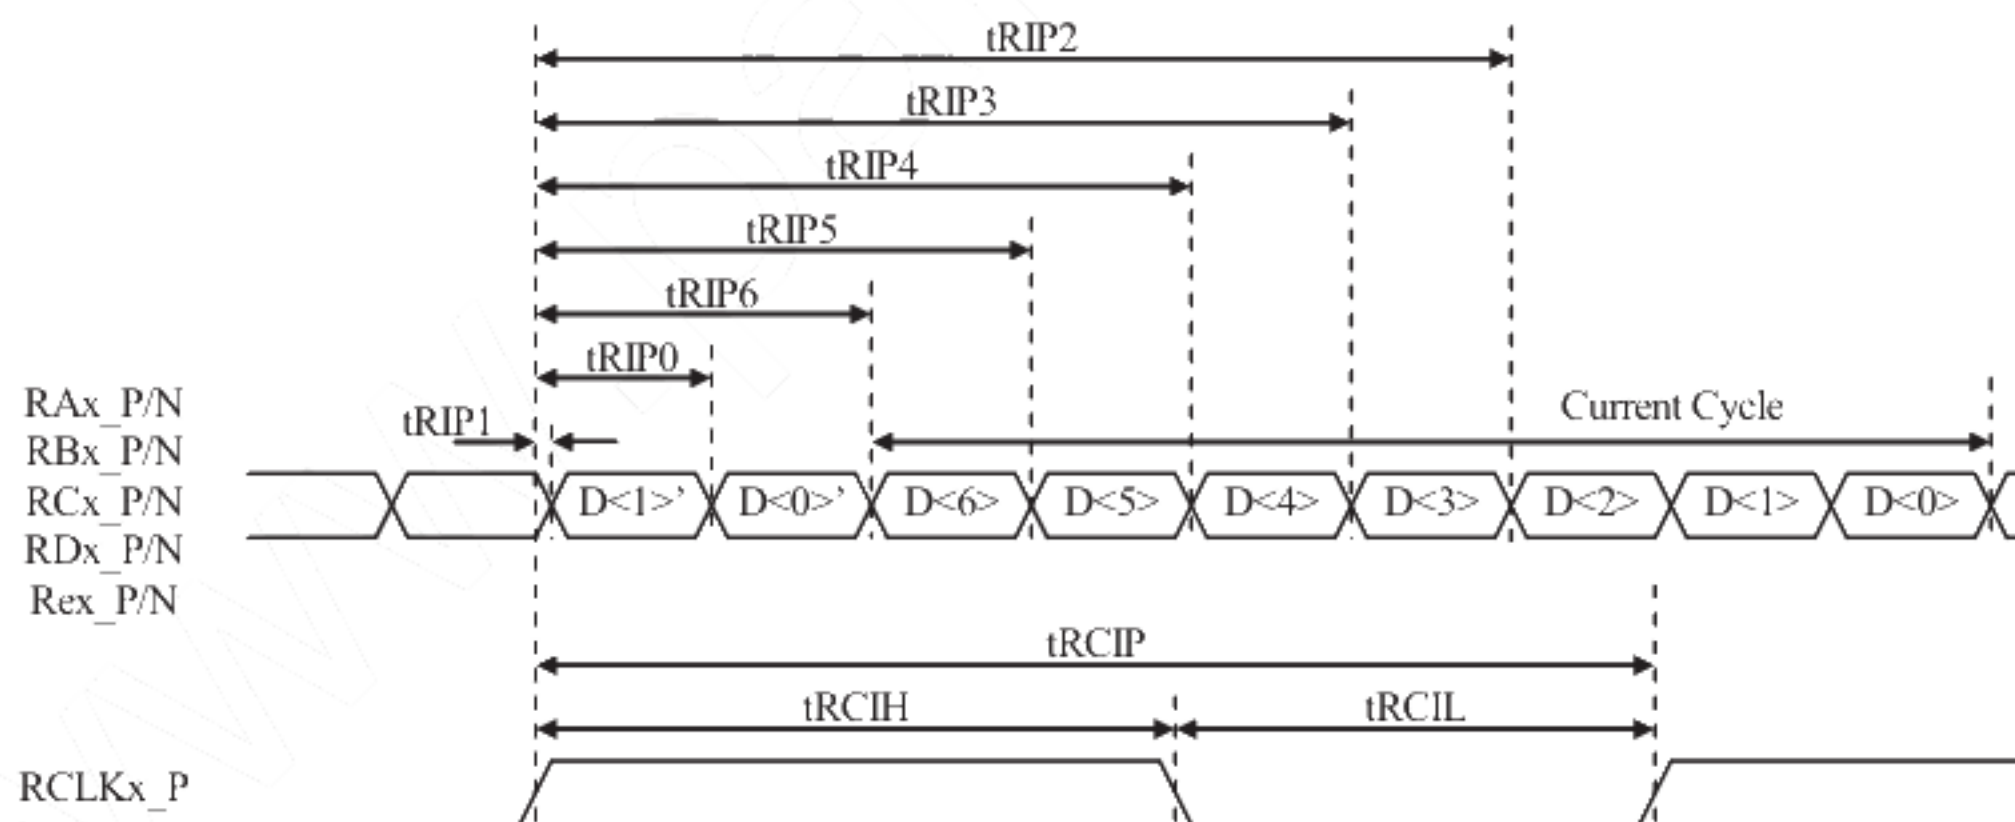 tRIP2
tRIP3
tRIP4
tRIP5
tRIP6
tRIP0
RAx_P/N
tRIP1
Current Cycle
RBx_P/N
RCx_P/N D<1>’ D<0>’ D<6> D<5> D<4> D<3> D<2> D<1> D<0>
RDx_P/N
Rex_P/N
tRCIP
tRCIH tRCIL
RCLKx_P